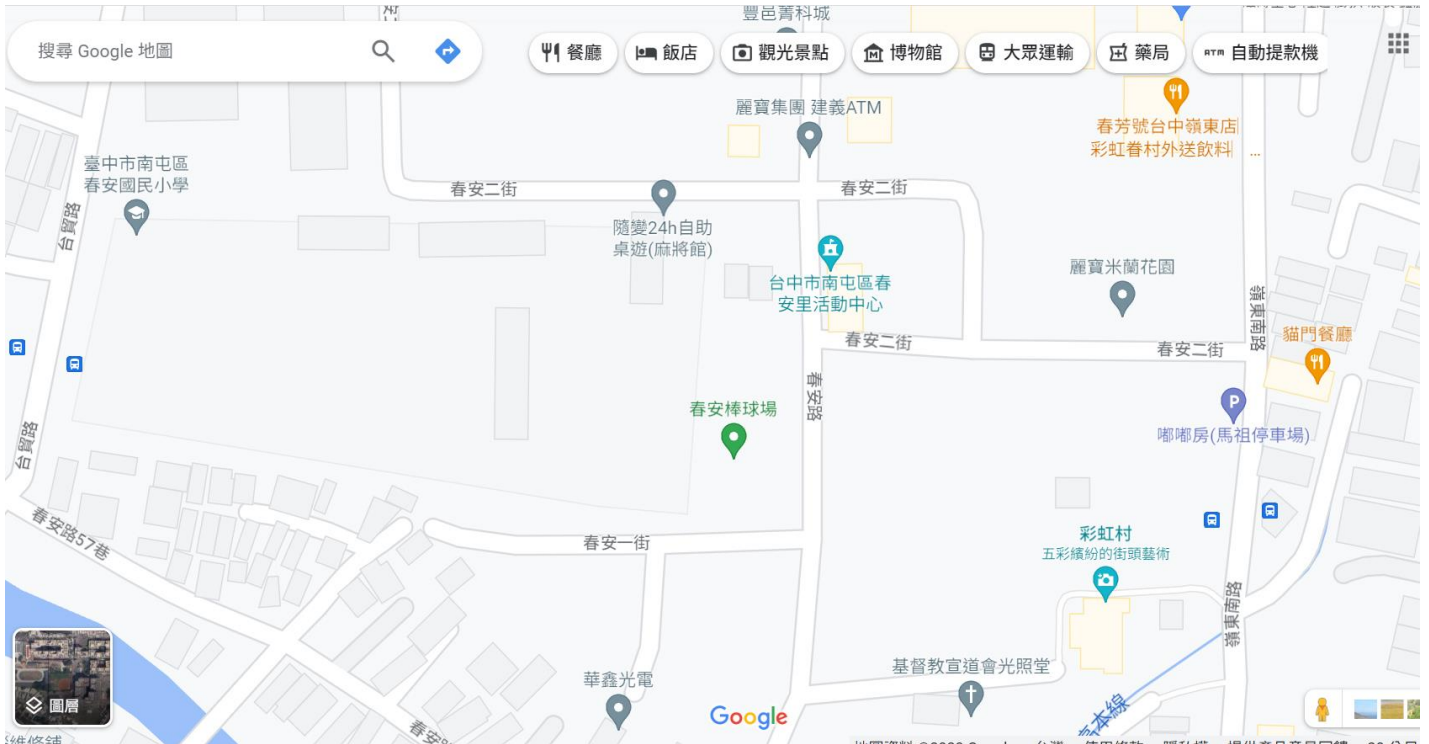 豐邑菁科城
搜尋 Google 地圖
餐廳
飯店
觀光景點
博物館
大眾運輸
藥局
ATM 自動提款機
麗寶集團 建義ATM
春芳號台中嶺東店
彩虹眷村外送飲料 ...
臺中市南屯區
春安國民小學
春安二街
春安二街
台貿路
隨變24h自助
桌遊(麻將館)
台中市南屯區春
安里活動中心
麗寶米蘭花園
嶺東南路
貓門餐廳
春安二街
春安二街
春安路
春安棒球場
P
嘟嘟房(馬祖停車場)
台貿路
春安路57巷
春安一街
彩虹村
五彩繽紛的街頭藝術
嶺東南路
基督教宣道會光照堂
華鑫光電
圖層
Google